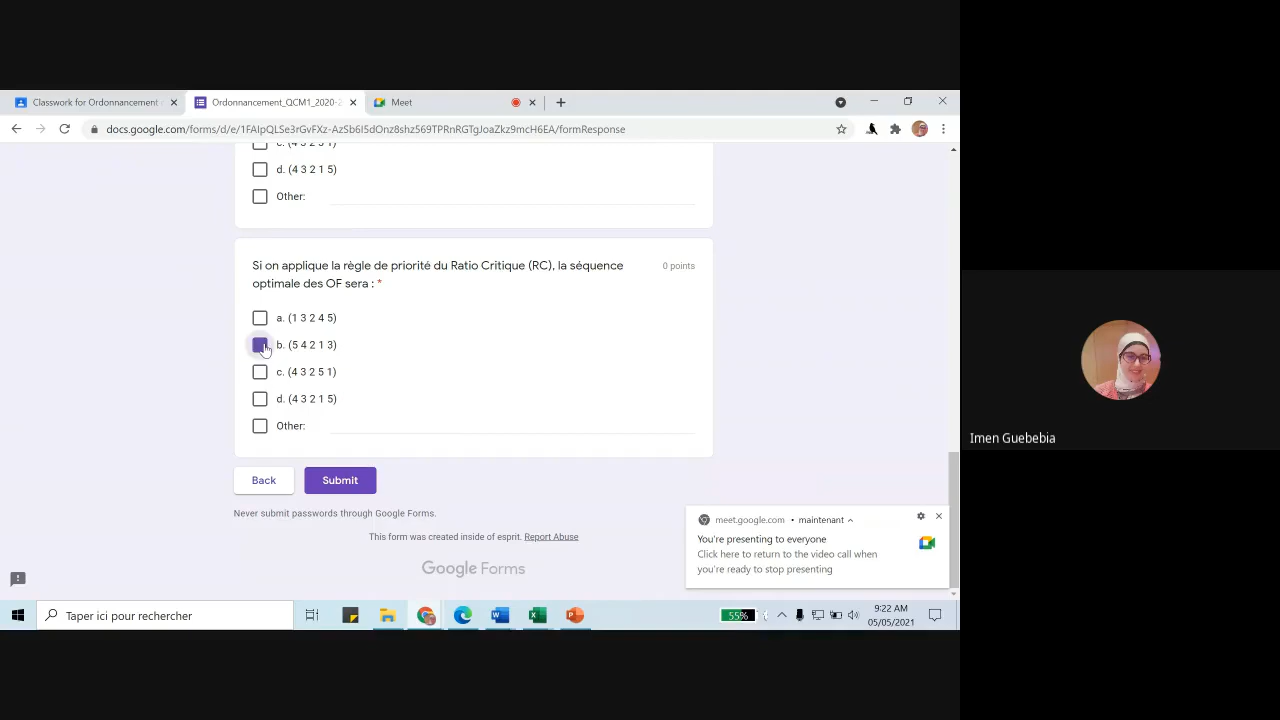 Classwork for Ordonnancement
Ordonnancement_QCM1_2020-2
Meet
docs.google.com/forms/d/e/1FAIpQLSe3rGvFXz-AzSb6I5dOnz8shz569TPRnRGTgJoaZkz9mcH6EA/formResponse
c. (4 3 2 5 1)
d. (4 3 2 1 5)
Other:
Si on applique la règle de priorité du Ratio Critique (RC), la séquence
optimale des OF sera : *
0 points
a. (1 3 2 4 5)
b. (5 4 2 1 3)
c. (4 3 2 5 1)
d. (4 3 2 1 5)
Other:
Back
Submit
Never submit passwords through Google Forms.
This form was created inside of esprit. Report Abuse
Google Forms
meet.google.com • maintenant
You're presenting to everyone
Click here to return to the video call when
you're ready to stop presenting
Imen Guebebia
Taper ici pour rechercher
55%
9:22 AM
05/05/2021